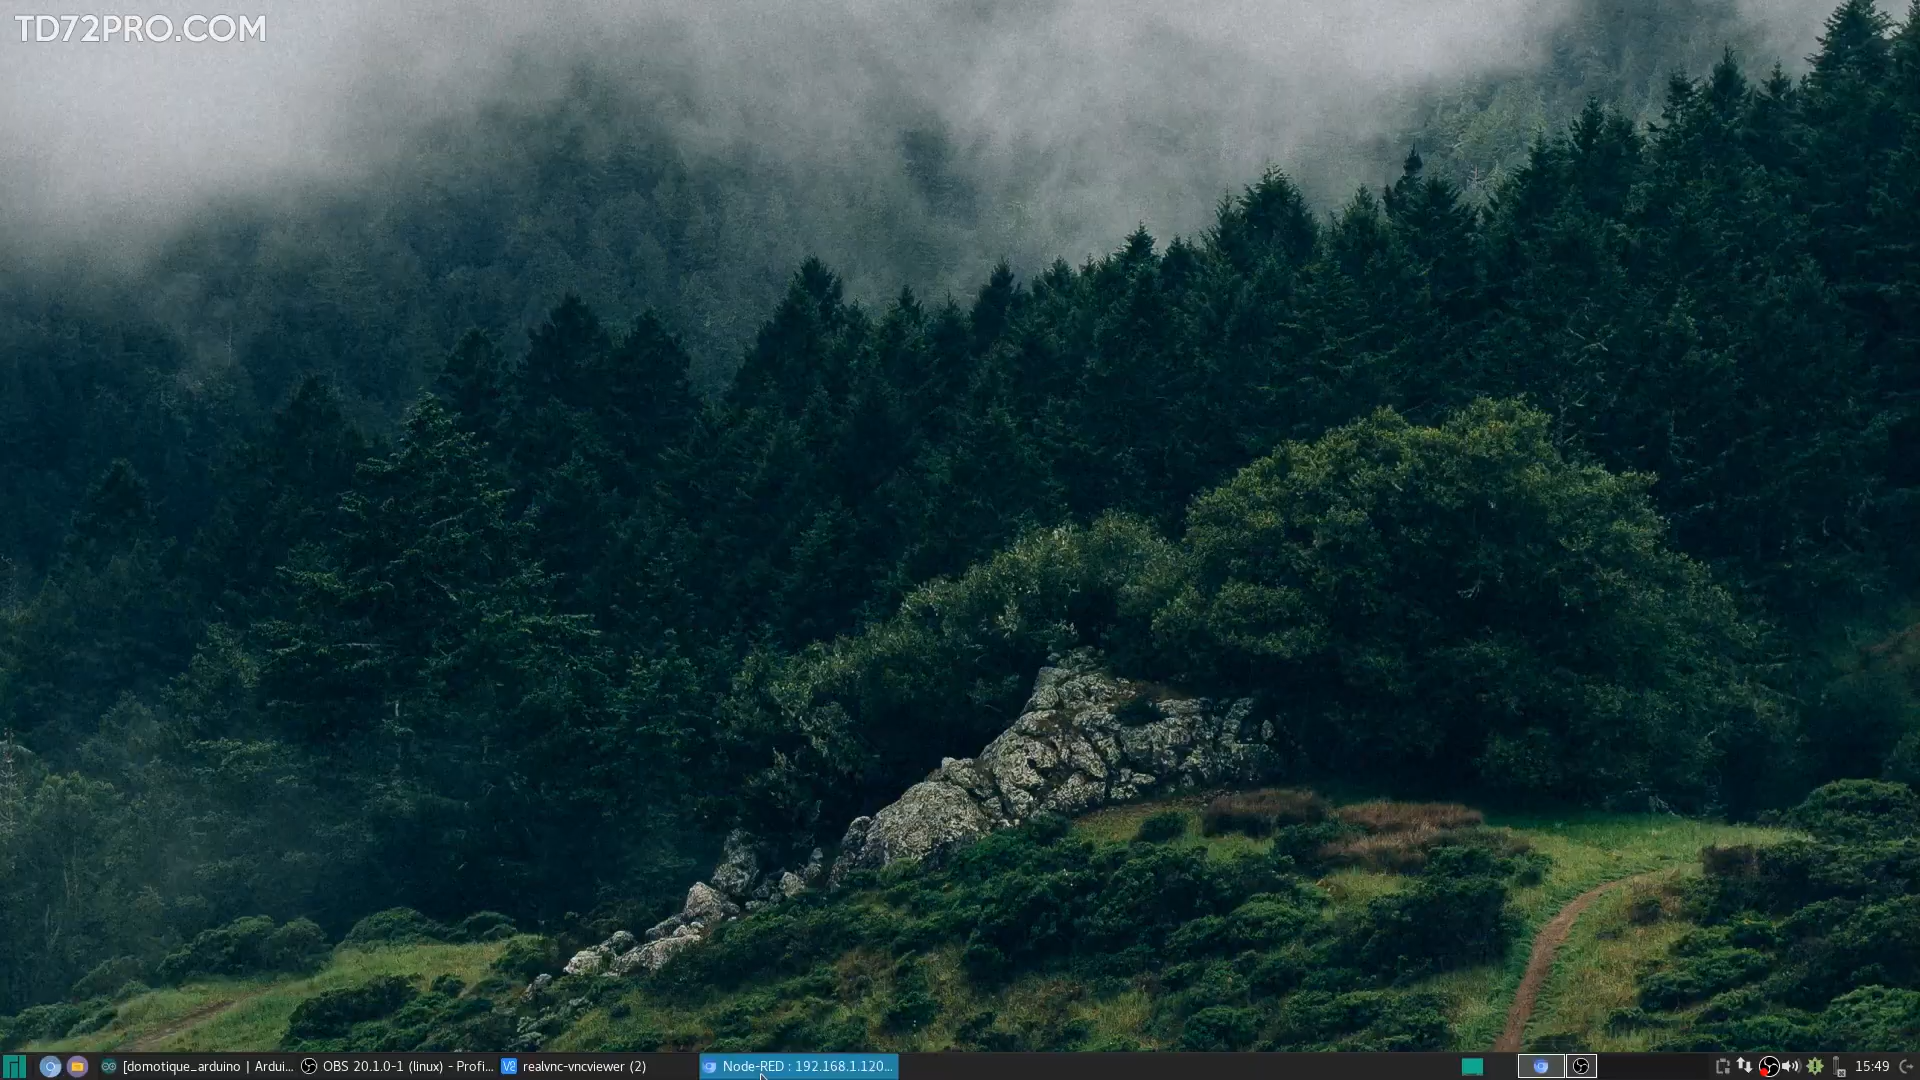 TD72PRO.COM
[domotique_arduino | Ardui...
OBS 20.1.0-1 (linux) - Profi...
V2 realvnc-vncviewer (2)
Node-RED : 192.168.1.120...
15:49